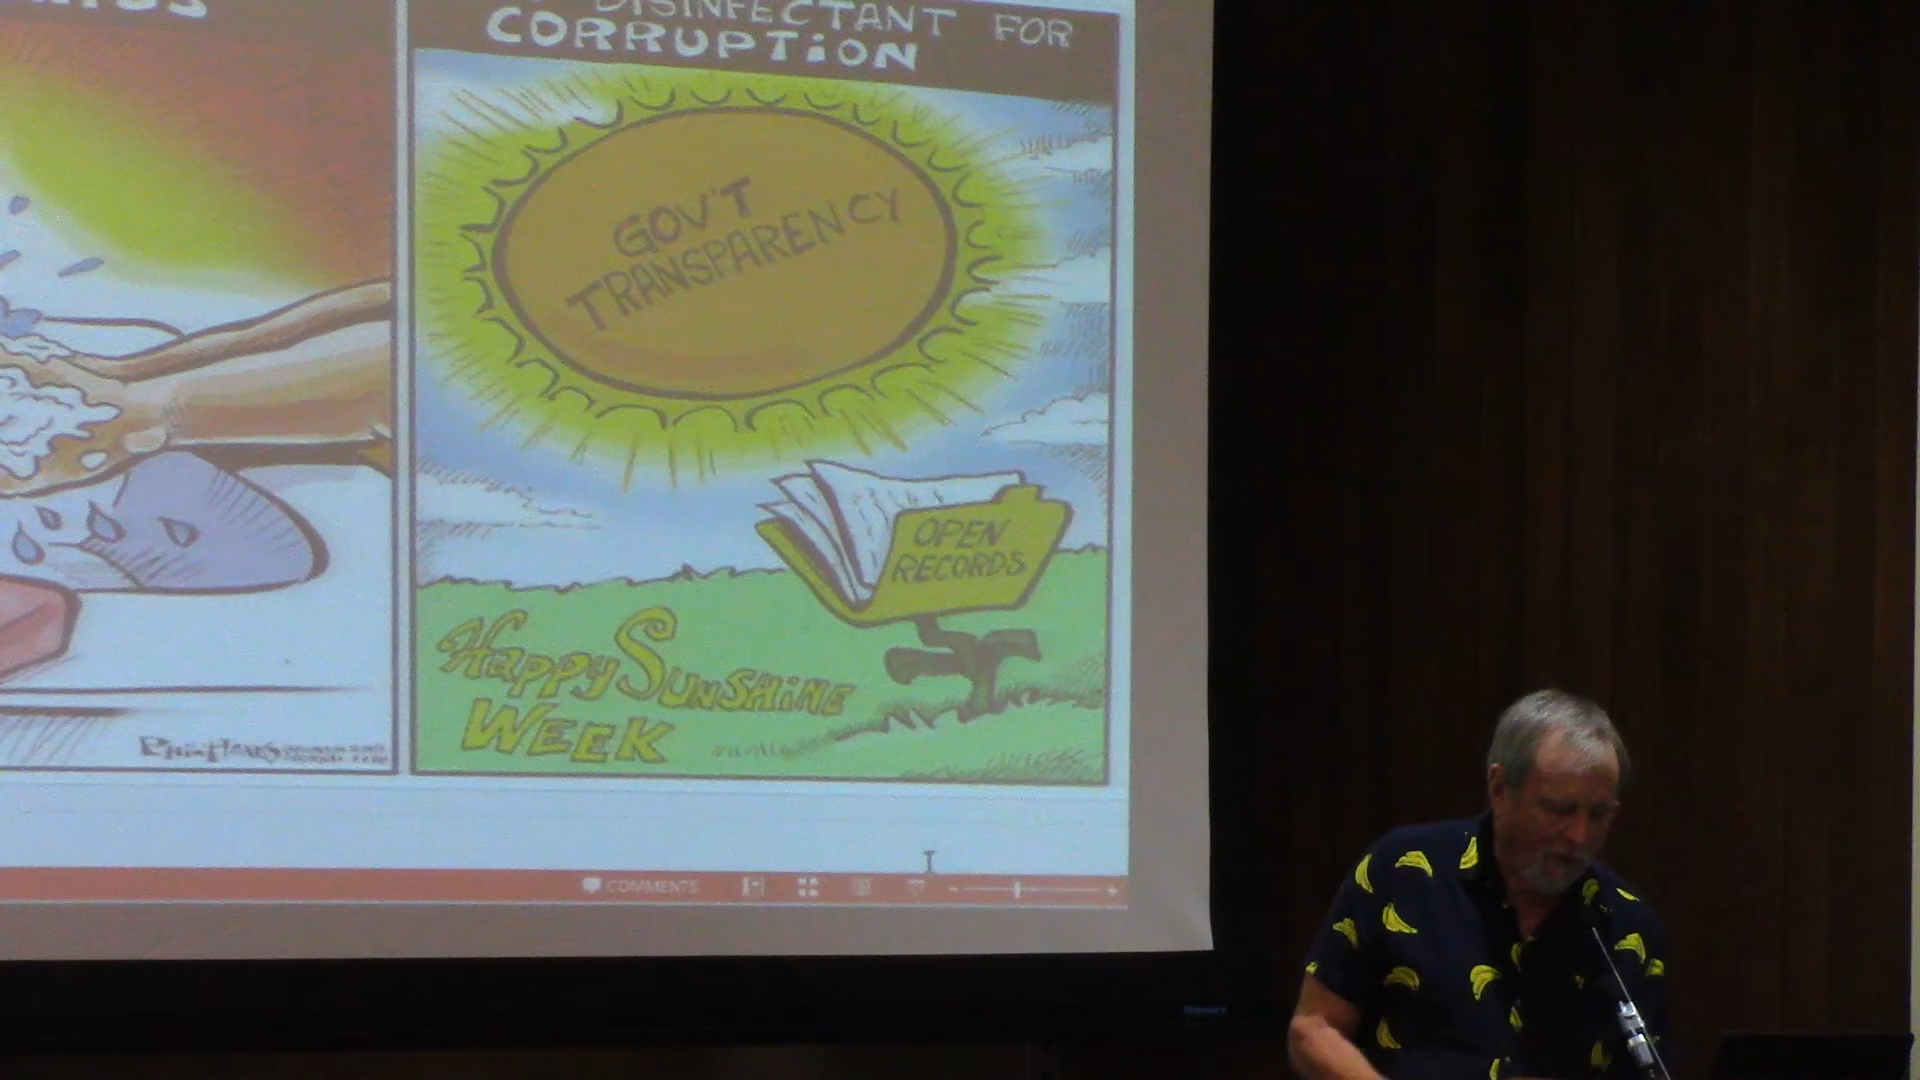 DISINFECTANT FOR
CORRUPTION
GOV'T
TRANSPARENCY
OPEN
RECORDS
Happy SUNSHiNE
WEEK
COMMENTS